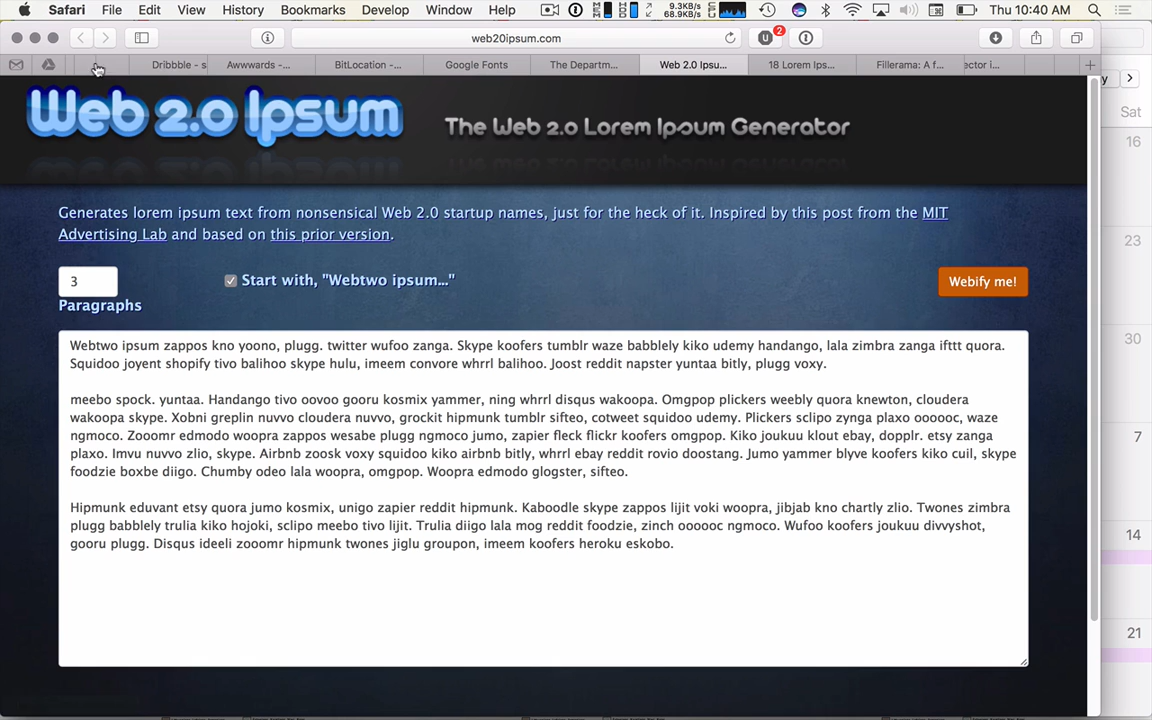 Safari File Edit View History Bookmarks Develop Window Help 9.3KB/s 68.9KB/s Thu 10:40 AM
web20ipsum.com 2
Dribbble - s Awwwards -... BitLocation -... Google Fonts The Departm... Web 2.0 Ipsu... 18 Lorem Ips... Fillerama: A f... ector i... +
y
Sat
Web 2.0 Ipsum The Web 2.0 Lorem Ipsum Generator
16
Generates lorem ipsum text from nonsensical Web 2.0 startup names, just for the heck of it. Inspired by this post from the MIT
Advertising Lab and based on this prior version.
23
3 Start with, "Webtwo ipsum..." Webify me!
Paragraphs
30
Webtwo ipsum zappos kno yoono, plugg. twitter wufoo zanga. Skype koofers tumblr waze babblely kiko udemy handango, lala zimbra zanga ifttt quora.
Squidoo joyent shopify tivo balihoo skype hulu, imeem convore whrrl balihoo. Joost reddit napster yuntaa bitly, plugg voxy.
meebo spock. yuntaa. Handango tivo oovoo gooru kosmix yammer, ning whrrl disqus wakoopa. Omgpop plickers weebly quora knewton, cloudera
wakoopa skype. Xobni greplin nuvvo cloudera nuvvo, grockit hipmunk tumblr sifteo, cotweet squidoo udemy. Plickers sclipo zynga plaxo oooooc, waze
ngmoco. Zooomr edmodo woopra zappos wesabe plugg ngmoco jumo, zapier fleck flickr koofers omgpop. Kiko joukuu klout ebay, dopplr. etsy zanga
7
plaxo. Imvu nuvvo zlio, skype. Airbnb zoosk voxy squidoo kiko airbnb bitly, whrrl ebay reddit rovio doostang. Jumo yammer blyve koofers kiko cuil, skype
foodzie boxbe diigo. Chumby odeo lala woopra, omgpop. Woopra edmodo glogster, sifteo.
Hipmunk eduvant etsy quora jumo kosmix, unigo zapier reddit hipmunk. Kaboodle skype zappos lijit voki woopra, jibjab kno chartly zlio. Twones zimbra
plugg babblely trulia kiko hojoki, sclipo meebo tivo lijit. Trulia diigo lala mog reddit foodzie, zinch oooooc ngmoco. Wufoo koofers joukuu divvyshot,
14
gooru plugg. Disqus ideeli zooomr hipmunk twones jiglu groupon, imeem koofers heroku eskobo.
21